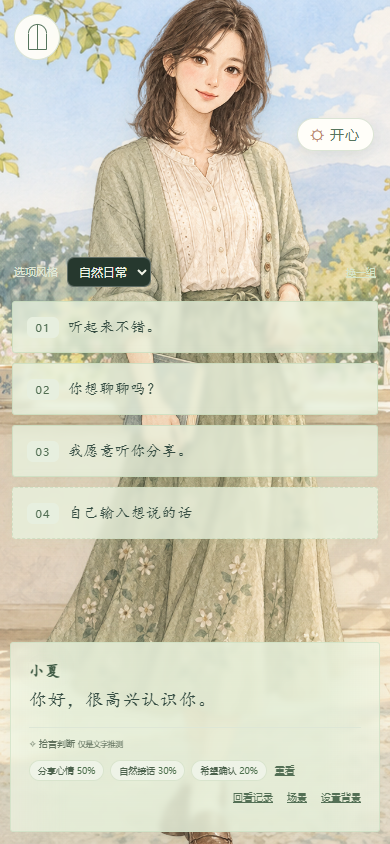 开心
选项风格 自然日常
01 听起来不错。
02 你想聊聊吗？
03 我愿意听你分享。
04 自己输入想说的话
小夏
你好，很高兴认识你。
✧ 拾言判断 仅是文字推测
分享心情 50% 自然接话 30% 希望确认 20% 重看
回看记录 场景 设置背景